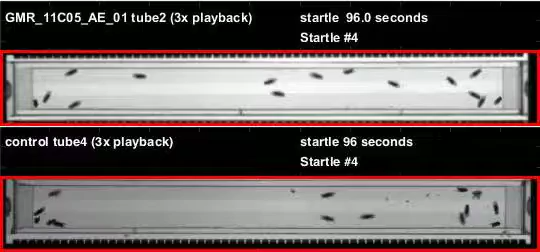 GMR_11C05_AE_01 tube2 (3x playback) startle 96.0 seconds
Startle #4
control tube4 (3x playback) startle 96 seconds
Startle #4